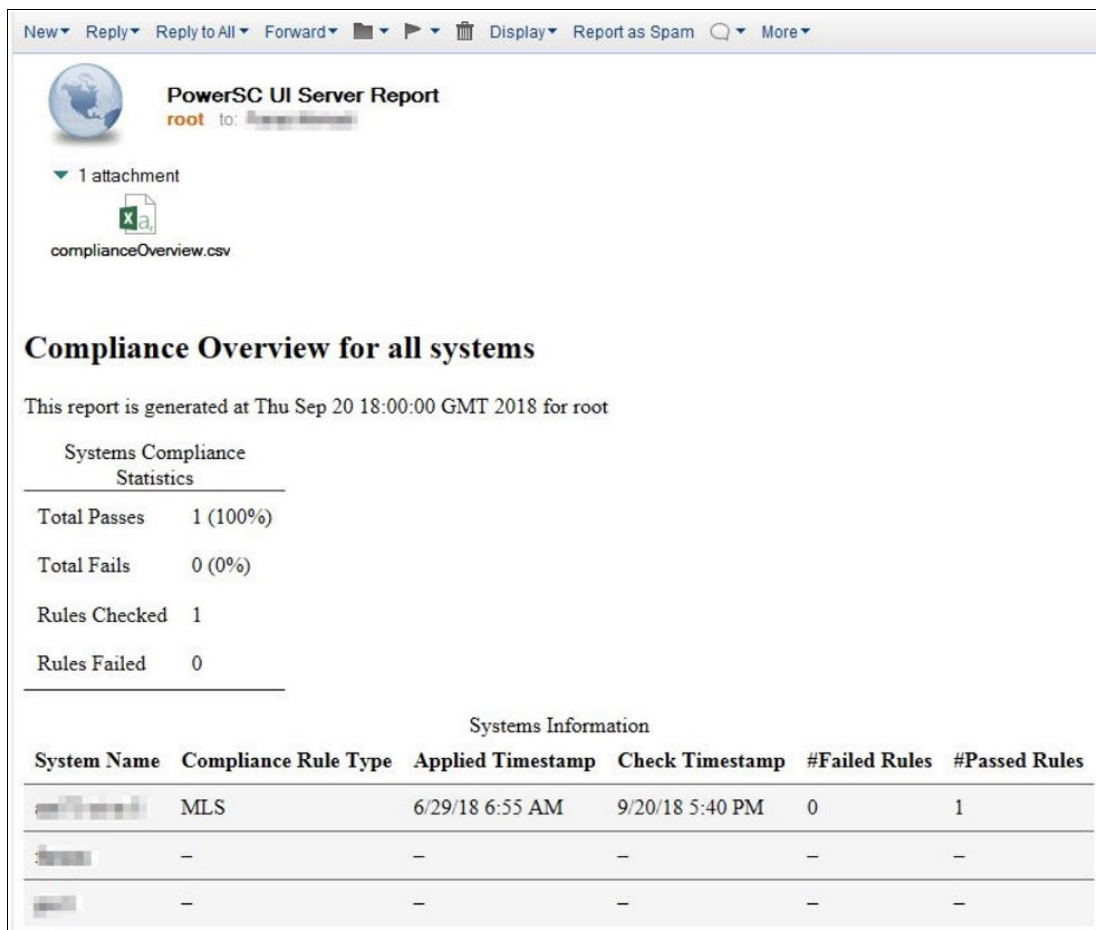 New Reply Reply to All Forward Display Report as Spam More
PowerSC UI Server Report
root to:
1 attachment
complianceOverview.csv
Compliance Overview for all systems
This report is generated at Thu Sep 20 18:00:00 GMT 2018 for root
Systems Compliance
Statistics
Total Passes 1 (100%)
Total Fails 0 (0%)
Rules Checked 1
Rules Failed 0
Systems Information
System Name Compliance Rule Type Applied Timestamp Check Timestamp #Failed Rules #Passed Rules
MLS 6/29/18 6:55 AM 9/20/18 5:40 PM 0 1
– – – – –
– – – – –